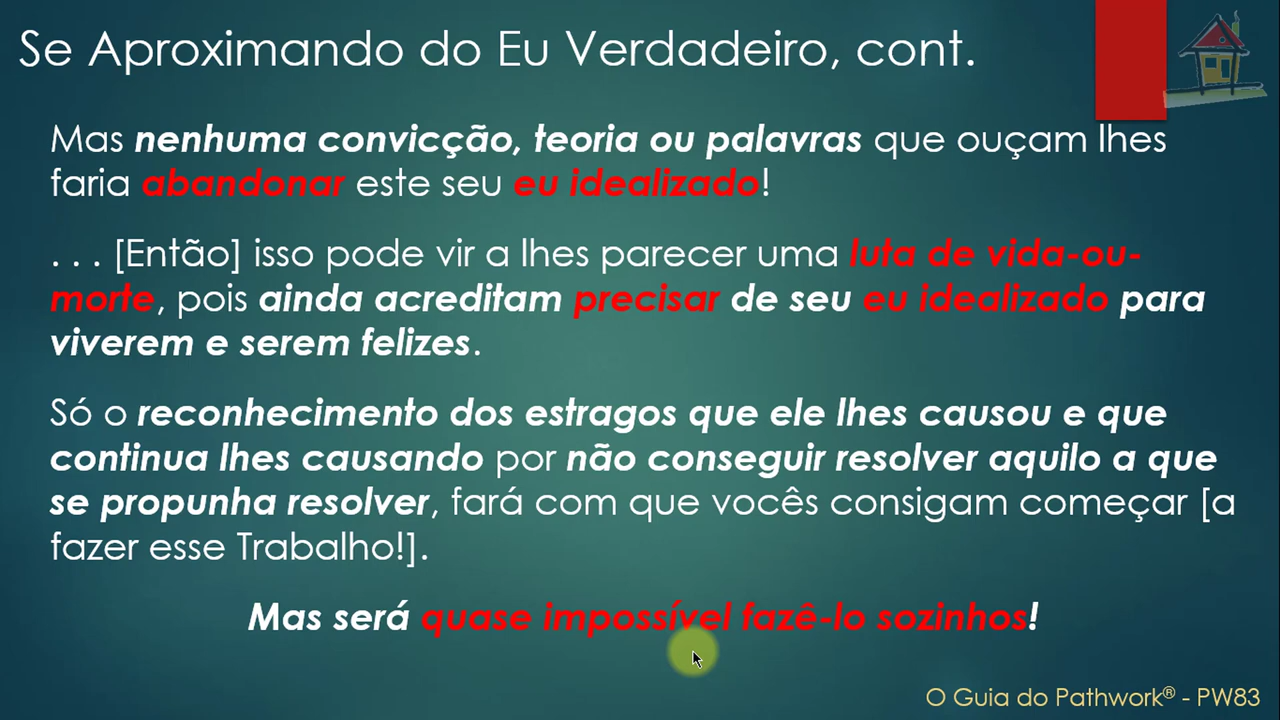 Se Aproximando do Eu Verdadeiro, cont.
Mas nenhuma convicção, teoria ou palavras que ouçam lhes
faria abandonar este seu eu idealizado!
. . . [Então] isso pode vir a lhes parecer uma luta de vida-ou-
morte, pois ainda acreditam precisar de seu eu idealizado para
viverem e serem felizes.
Só o reconhecimento dos estragos que ele lhes causou e que
continua lhes causando por não conseguir resolver aquilo a que
se propunha resolver, fará com que vocês consigam começar [a
fazer esse Trabalho!].
Mas será quase impossível fazê-lo sozinhos!
O Guia do Pathwork® - PW83